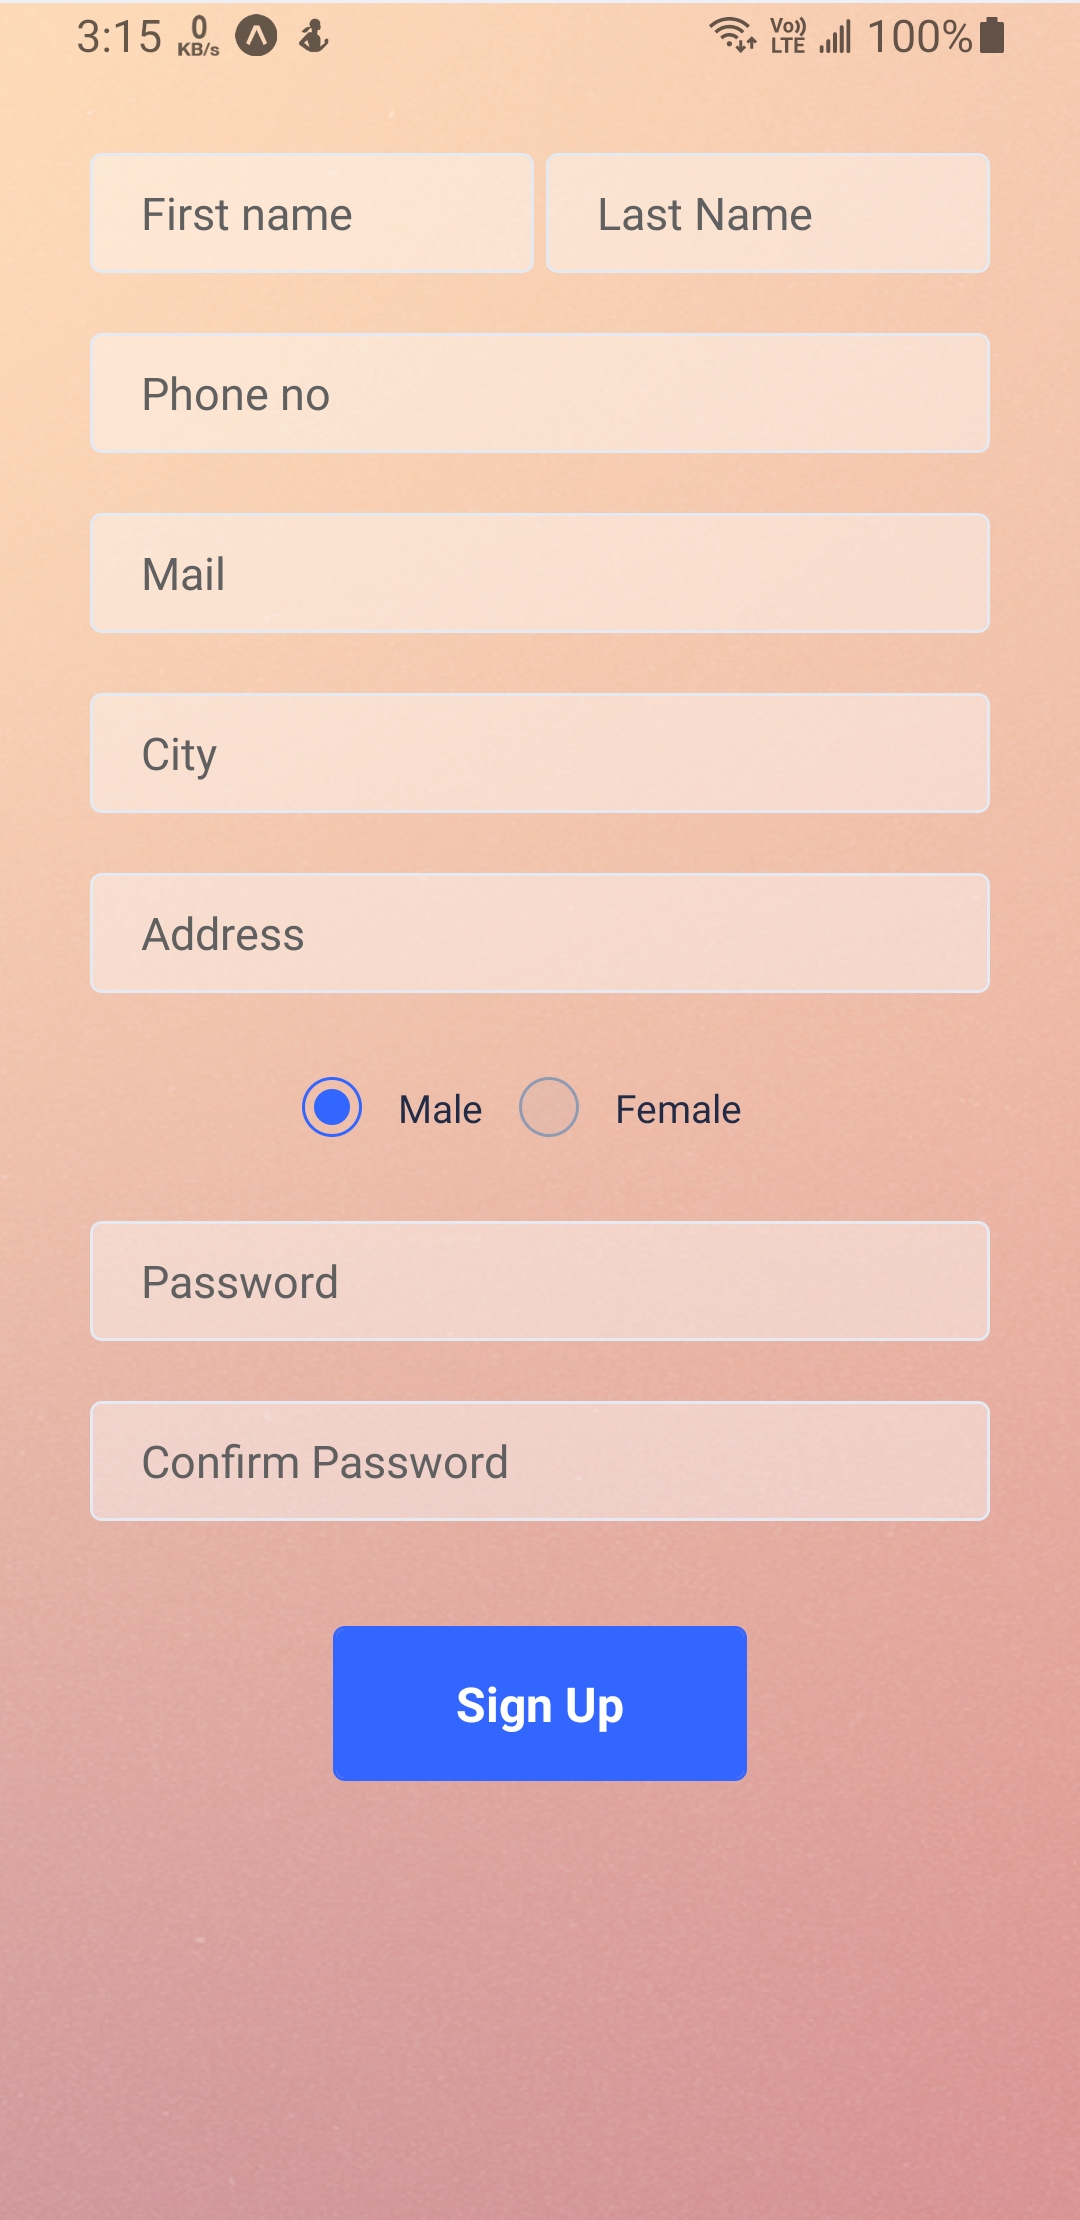 3:15 0 KB/s Vo)) LTE 100%
First name Last Name
Phone no
Mail
City
Address
Male Female
Password
Confirm Password
Sign Up